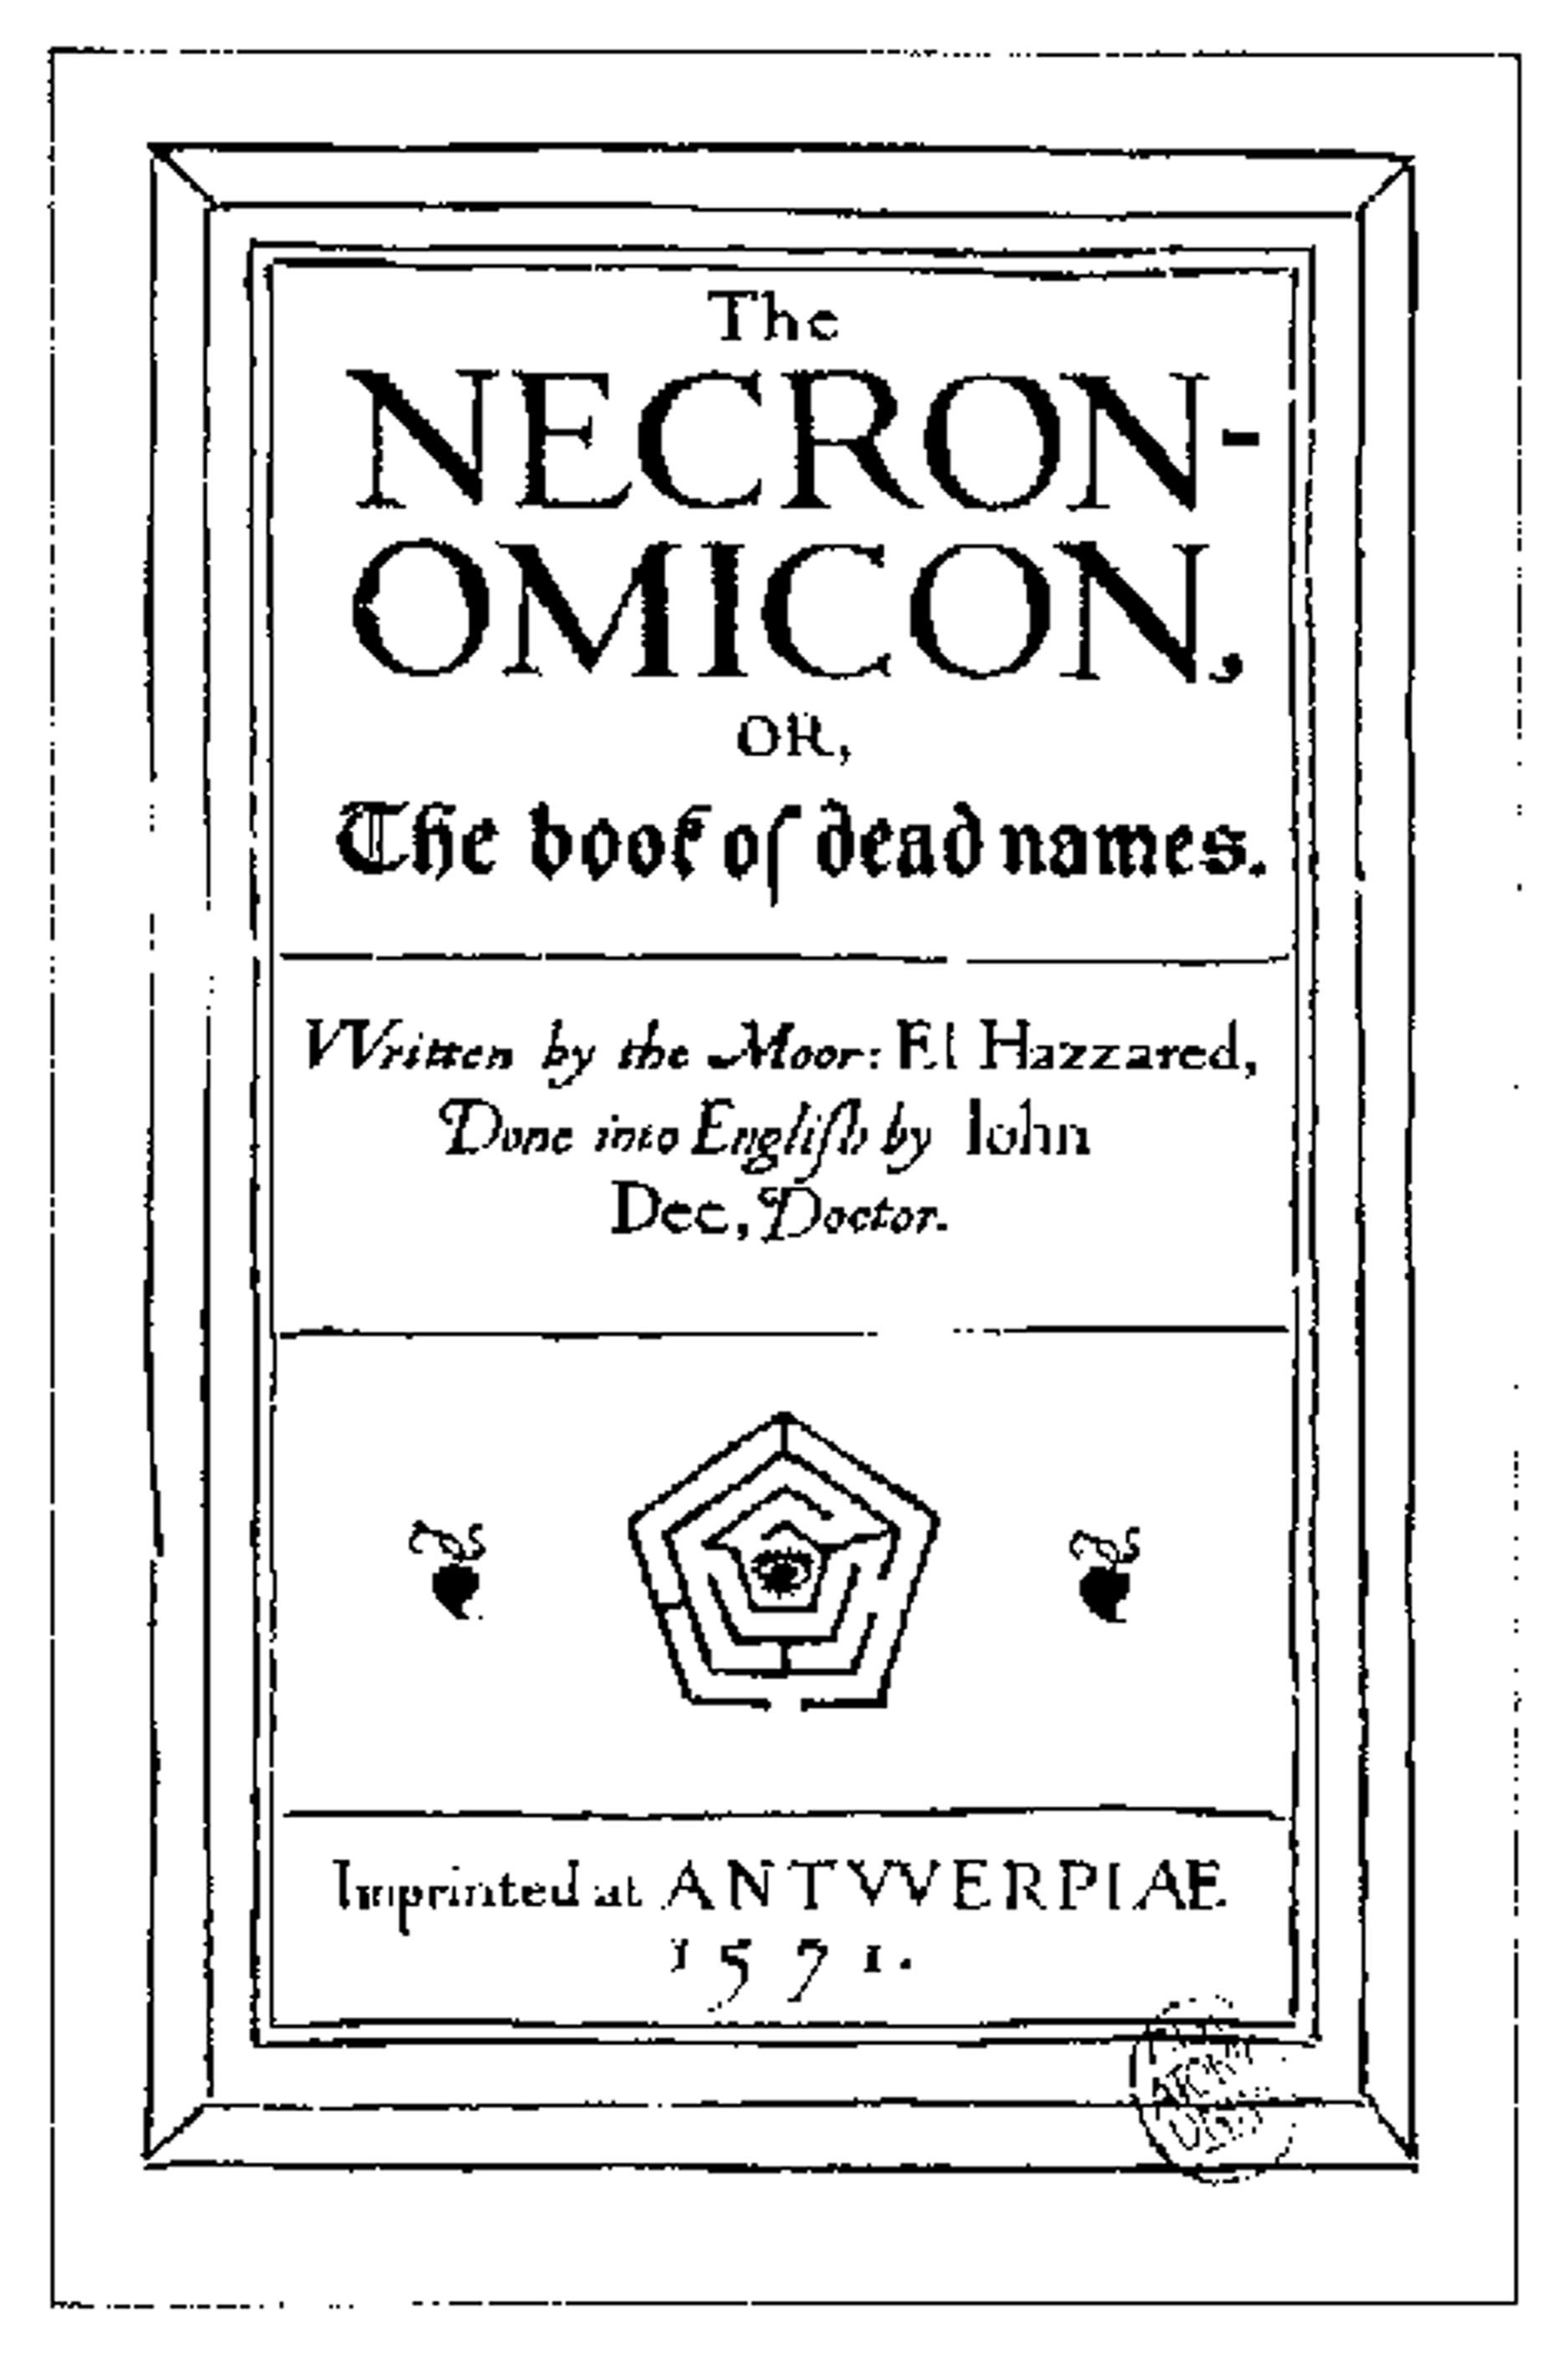 The
NECRON-
OMICON,
OR,
The book of dead names.
VVritten by the Moor: El Hazzared,
Done into Engliſh by Iohn
Dee, Doctor.
Imprinted at ANTVVERPIAE
1571.